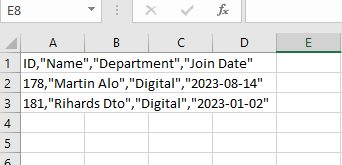 E8
A B C D E
1 ID,"Name","Department","Join Date"
2 178,"Martin Alo","Digital","2023-08-14"
3 181,"Rihards Dto","Digital","2023-01-02"
4
5